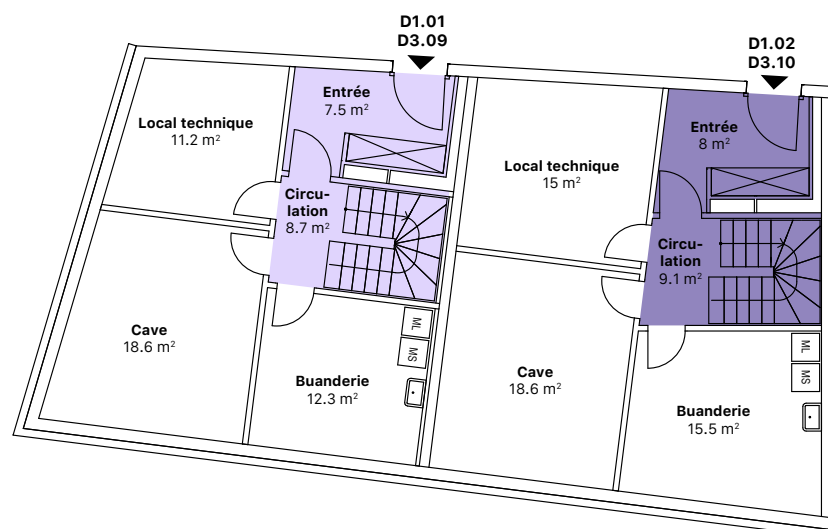 D1.01
D3.09
D1.02
D3.10
Entrée
7.5 m²
Local technique
11.2 m²
Circu-
lation
8.7 m²
Cave
18.6 m²
Buanderie
12.3 m²
ML
MS
Entrée
8 m²
Local technique
15 m²
Circu-
lation
9.1 m²
Cave
18.6 m²
Buanderie
15.5 m²
ML
MS